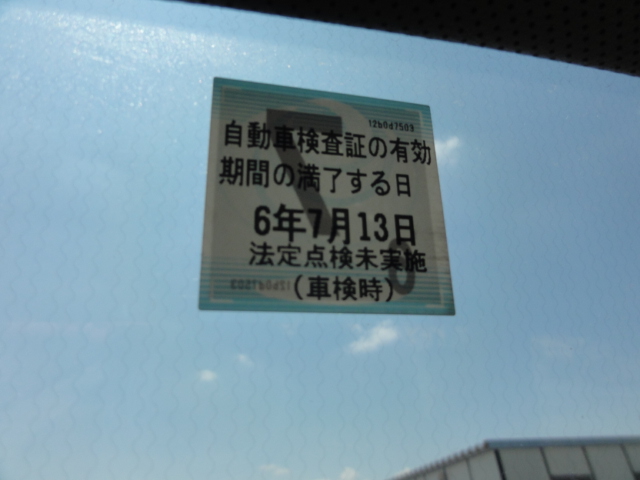 12b0d7503
自動車検査証の有効
期間の満了する日
6年7月13日
法定点検未実施
(車検時)